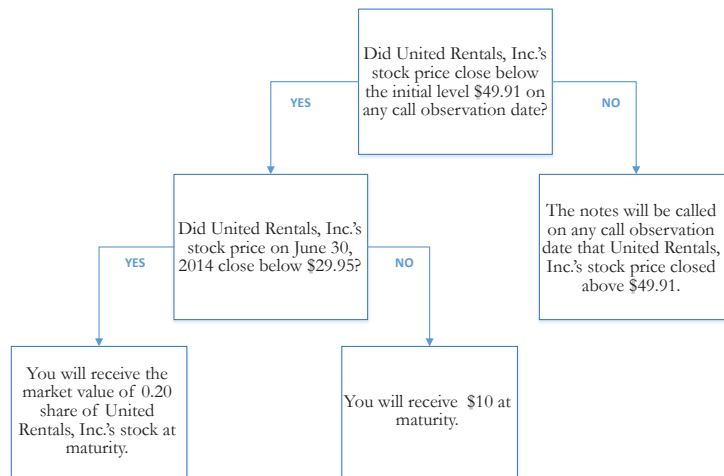 Did United Rentals, Inc.'s
stock price close below
the initial level $49.91 on
any call observation date?
YES
NO
Did United Rentals, Inc.'s
stock price on June 30,
2014 close below $29.95?
The notes will be called
on any call observation
date that United Rentals,
Inc.'s stock price closed
above $49.91.
YES
NO
You will receive the
market value of 0.20
share of United
Rentals, Inc.'s stock at
maturity.
You will receive $10 at
maturity.